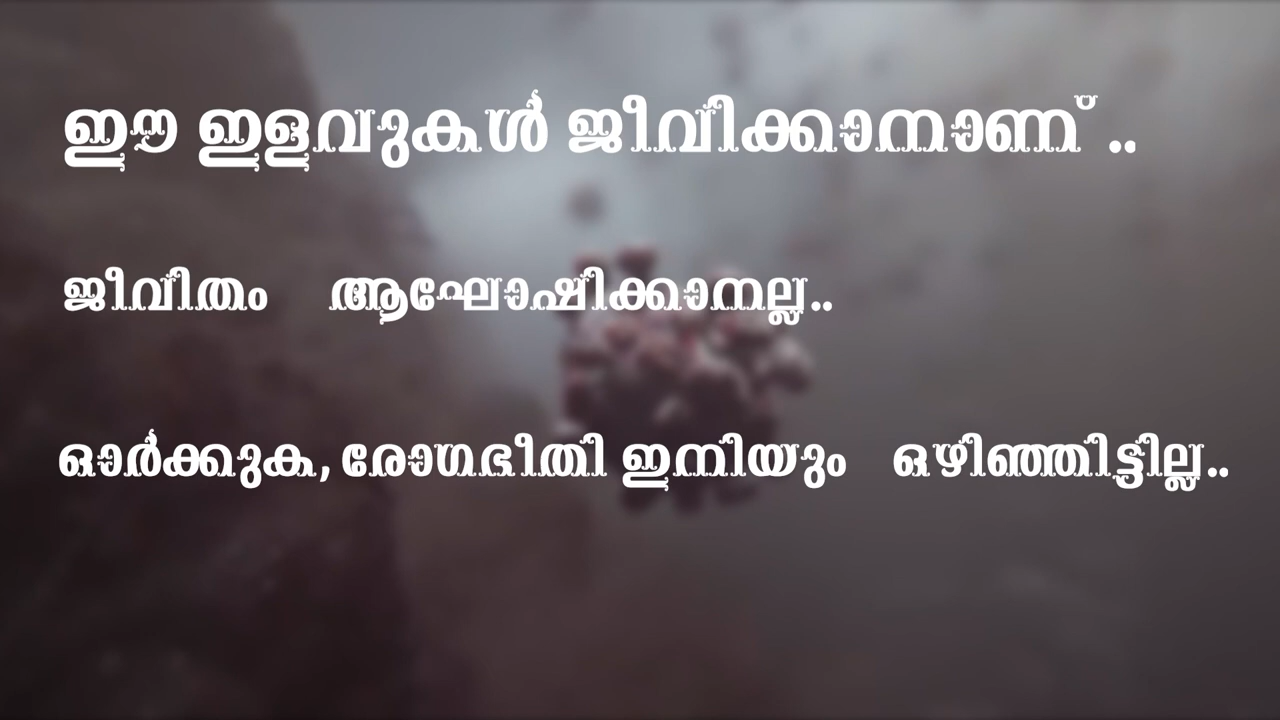 ഈ ഇളവുകൾ ജീവിക്കാനാണ് ..
ജീവിതം ആഘോഷിക്കാനല്ല..
ഓർക്കുക, രോഗഭീതി ഇനിയും ഒഴിഞ്ഞിട്ടില്ല..